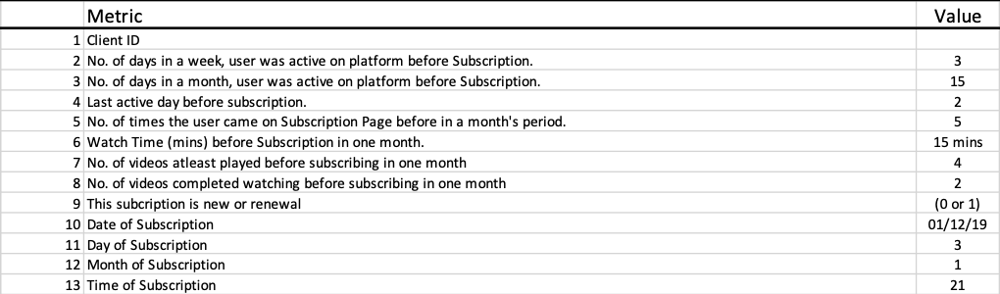 Metric Value
1 Client ID
2 No. of days in a week, user was active on platform before Subscription. 3
3 No. of days in a month, user was active on platform before Subscription. 15
4 Last active day before subscription. 2
5 No. of times the user came on Subscription Page before in a month's period. 5
6 Watch Time (mins) before Subscription in one month. 15 mins
7 No. of videos atleast played before subscribing in one month 4
8 No. of videos completed watching before subscribing in one month 2
9 This subcription is new or renewal (0 or 1)
10 Date of Subscription 01/12/19
11 Day of Subscription 3
12 Month of Subscription 1
13 Time of Subscription 21